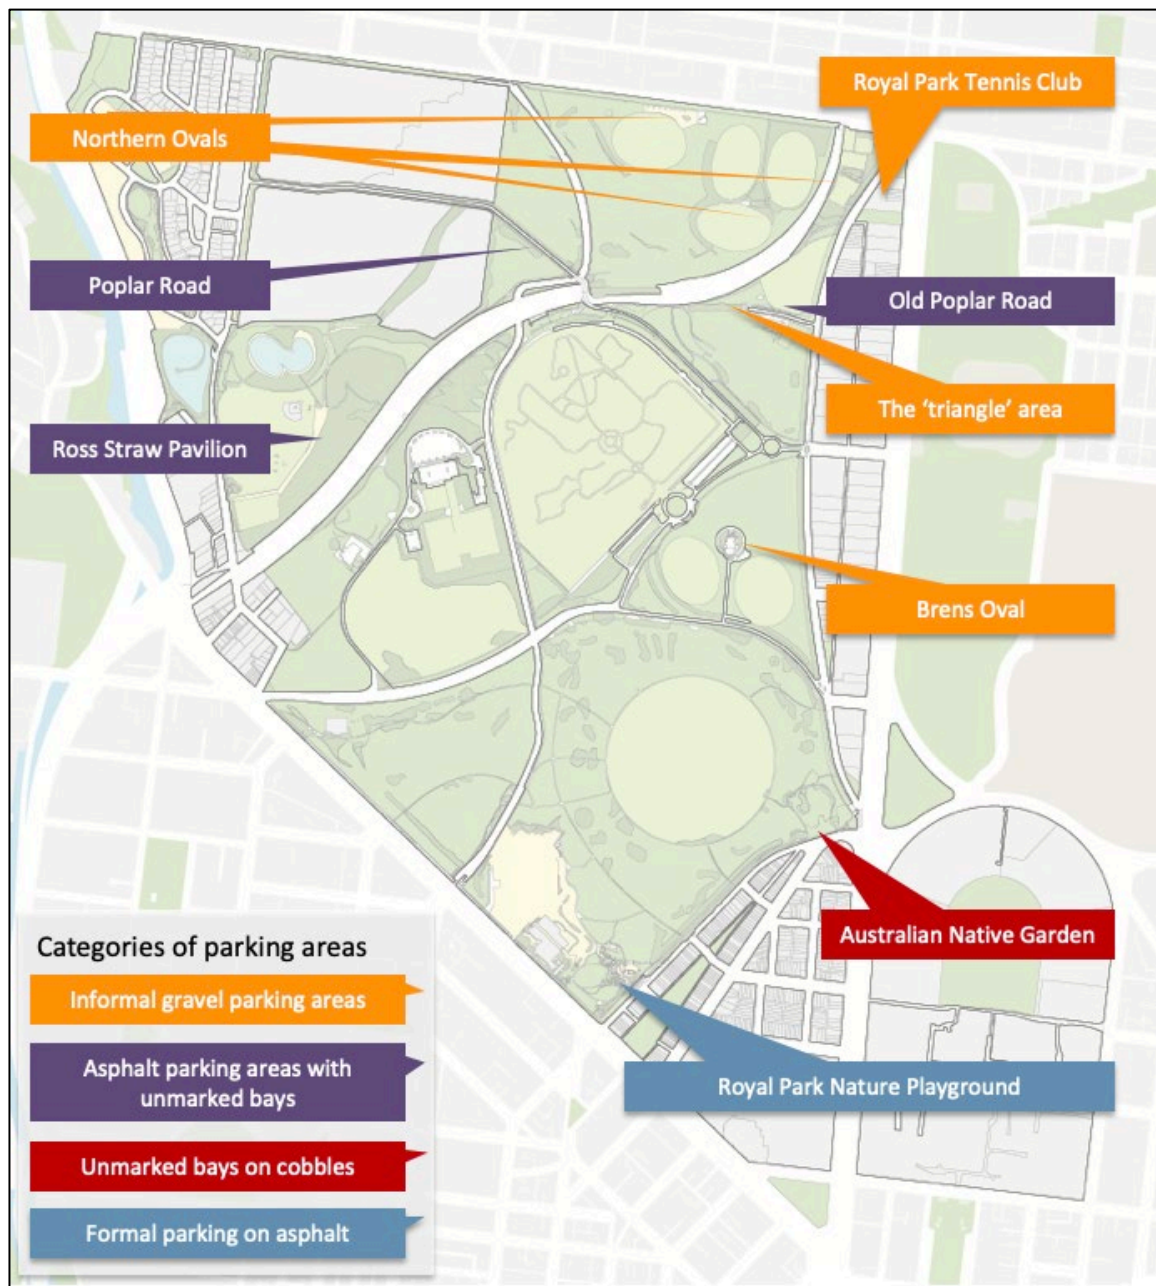 Royal Park Tennis Club
Northern Ovals
Poplar Road
Old Poplar Road
The ‘triangle’ area
Ross Straw Pavilion
Brens Oval
Australian Native Garden
Royal Park Nature Playground
Categories of parking areas
Informal gravel parking areas
Asphalt parking areas with
unmarked bays
Unmarked bays on cobbles
Formal parking on asphalt